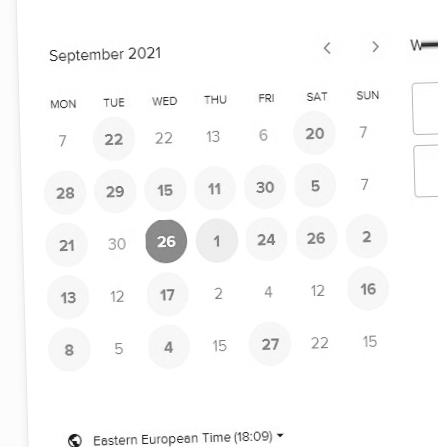 September 2021
MON TUE WED THU FRI SAT SUN
7 22 22 13 6 20 7
28 29 15 11 30 5 7
21 30 26 1 24 26 2
13 12 17 2 4 12 16
8 5 4 15 27 22 15
Eastern European Time (18:09)